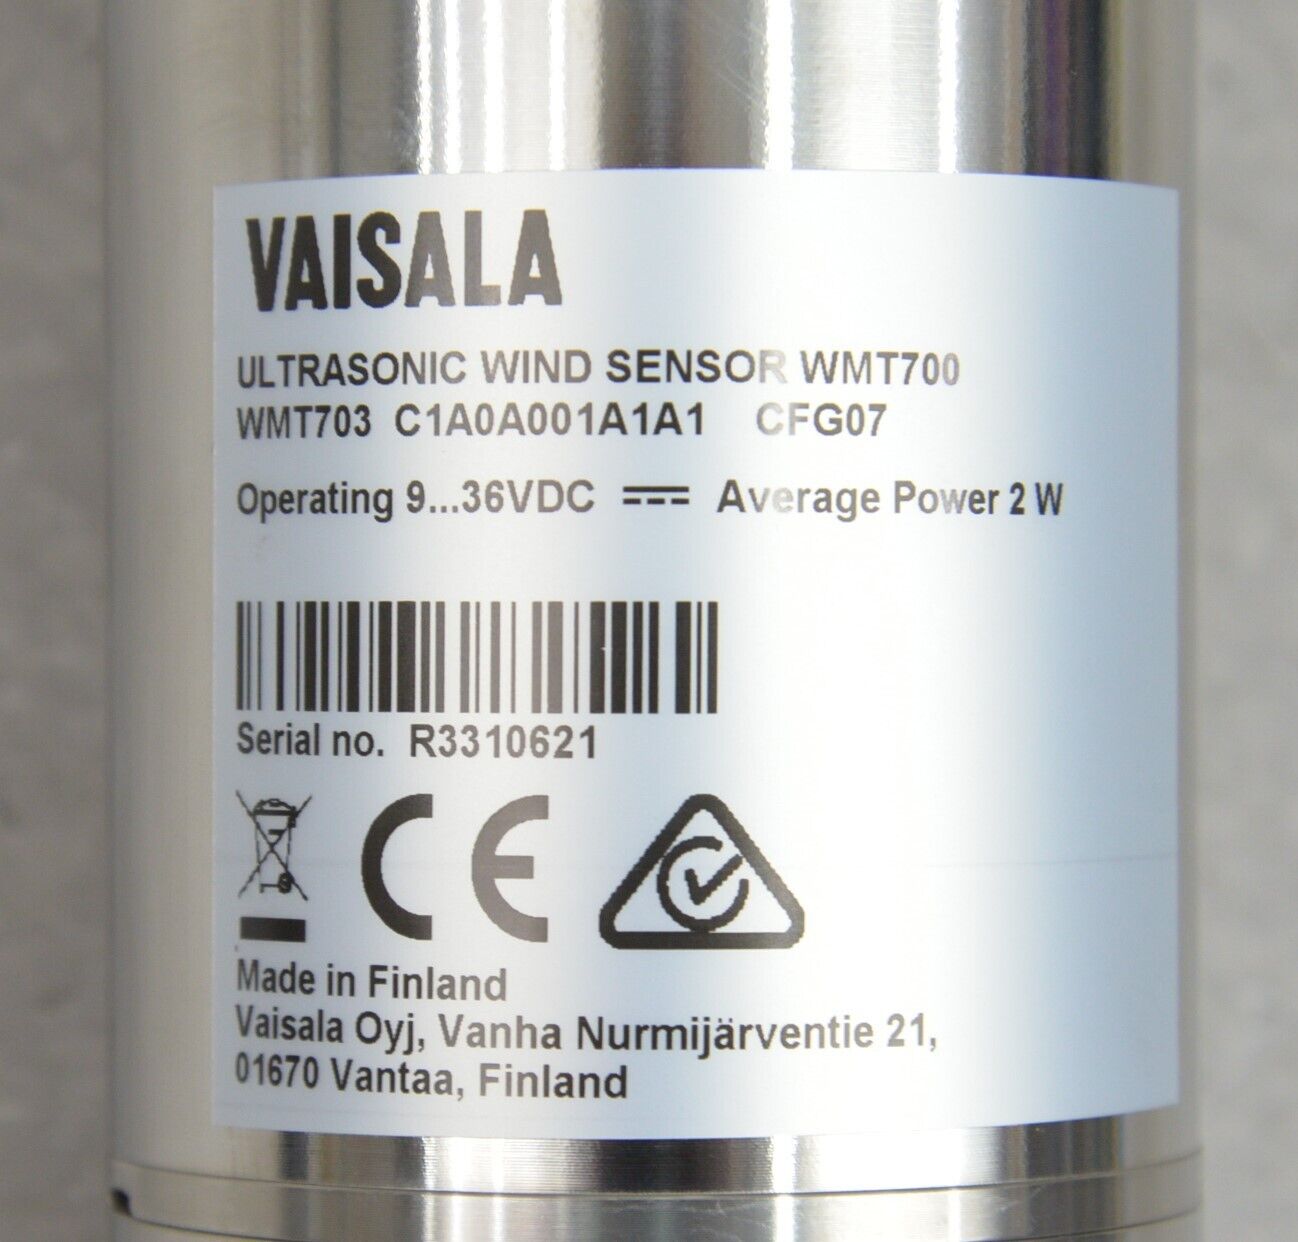 VAISALA
ULTRASONIC WIND SENSOR WMT700
WMT703 C1A0A001A1A1 CFG07
Operating 9...36VDC Average Power 2 W
Serial no. R3310621
CE
Made in Finland
Vaisala Oyj, Vanha Nurmijärventie 21,
01670 Vantaa, Finland